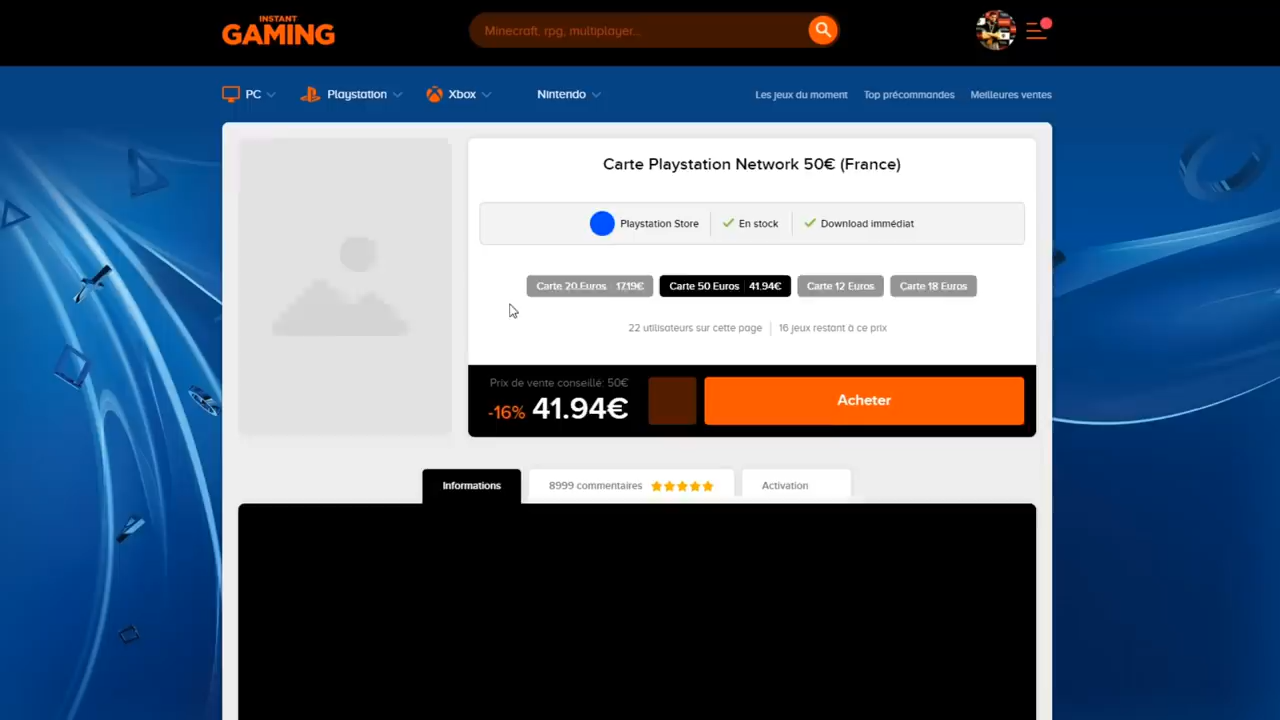 INSTANT
GAMING
Minecraft, rpg, multiplayer...
PC
Playstation
Xbox
Nintendo
Les jeux du moment
Top précommandes
Meilleures ventes
Carte Playstation Network 50€ (France)
Playstation Store
En stock
Download immédiat
Carte 20 Euros 17.19€
Carte 50 Euros 41.94€
Carte 12 Euros
Carte 18 Euros
22 utilisateurs sur cette page
16 jeux restant à ce prix
Prix de vente conseillé: 50€
-16% 41.94€
Acheter
Informations
8999 commentaires
Activation